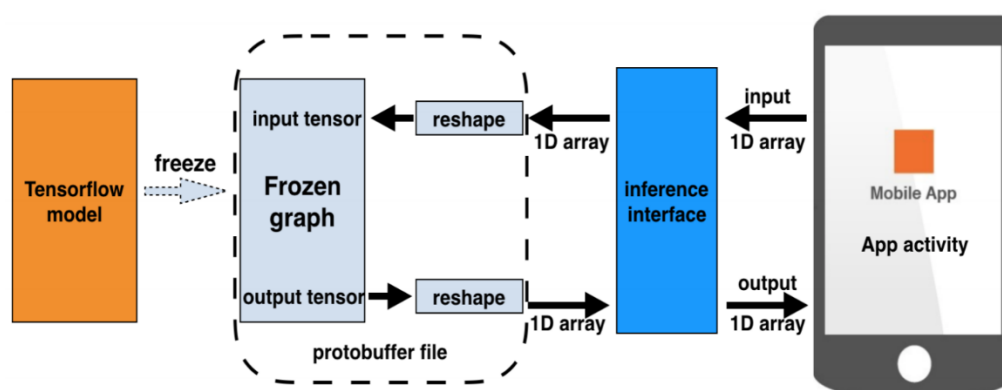 Tensorflow
model
freeze
input tensor
Frozen
graph
output tensor
reshape
reshape
protobuffer file
1D array
1D array
inference
interface
input
1D array
output
1D array
Mobile App
App activity